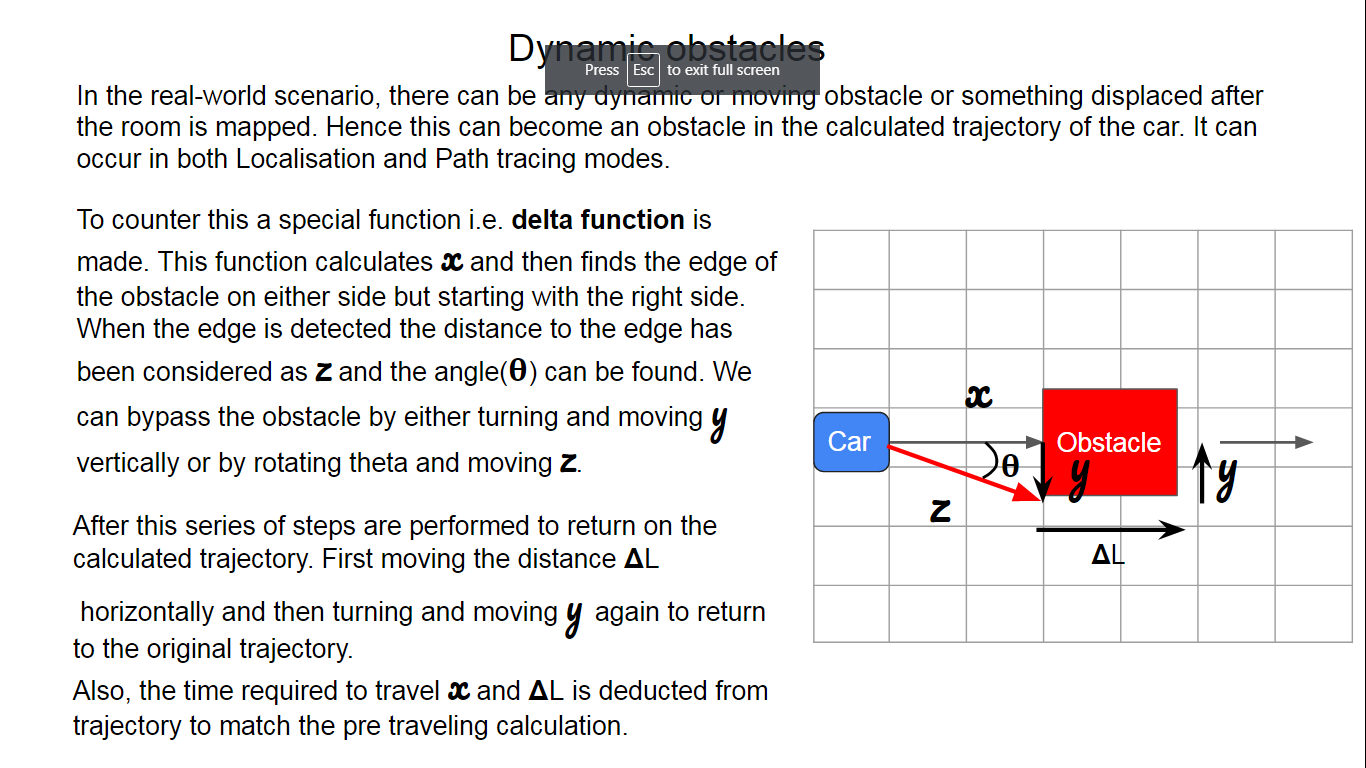 Dynamic obstacles
Press Esc to exit full screen
In the real-world scenario, there can be any dynamic or moving obstacle or something displaced after
the room is mapped. Hence this can become an obstacle in the calculated trajectory of the car. It can
occur in both Localisation and Path tracing modes.
To counter this a special function i.e. delta function is
made. This function calculates x and then finds the edge of
the obstacle on either side but starting with the right side.
When the edge is detected the distance to the edge has
been considered as z and the angle(θ) can be found. We
can bypass the obstacle by either turning and moving y
vertically or by rotating theta and moving z.
After this series of steps are performed to return on the
calculated trajectory. First moving the distance ΔL
horizontally and then turning and moving y again to return
to the original trajectory.
Also, the time required to travel x and ΔL is deducted from
trajectory to match the pre traveling calculation.
x
Car
Obstacle
θ
y
y
z
ΔL